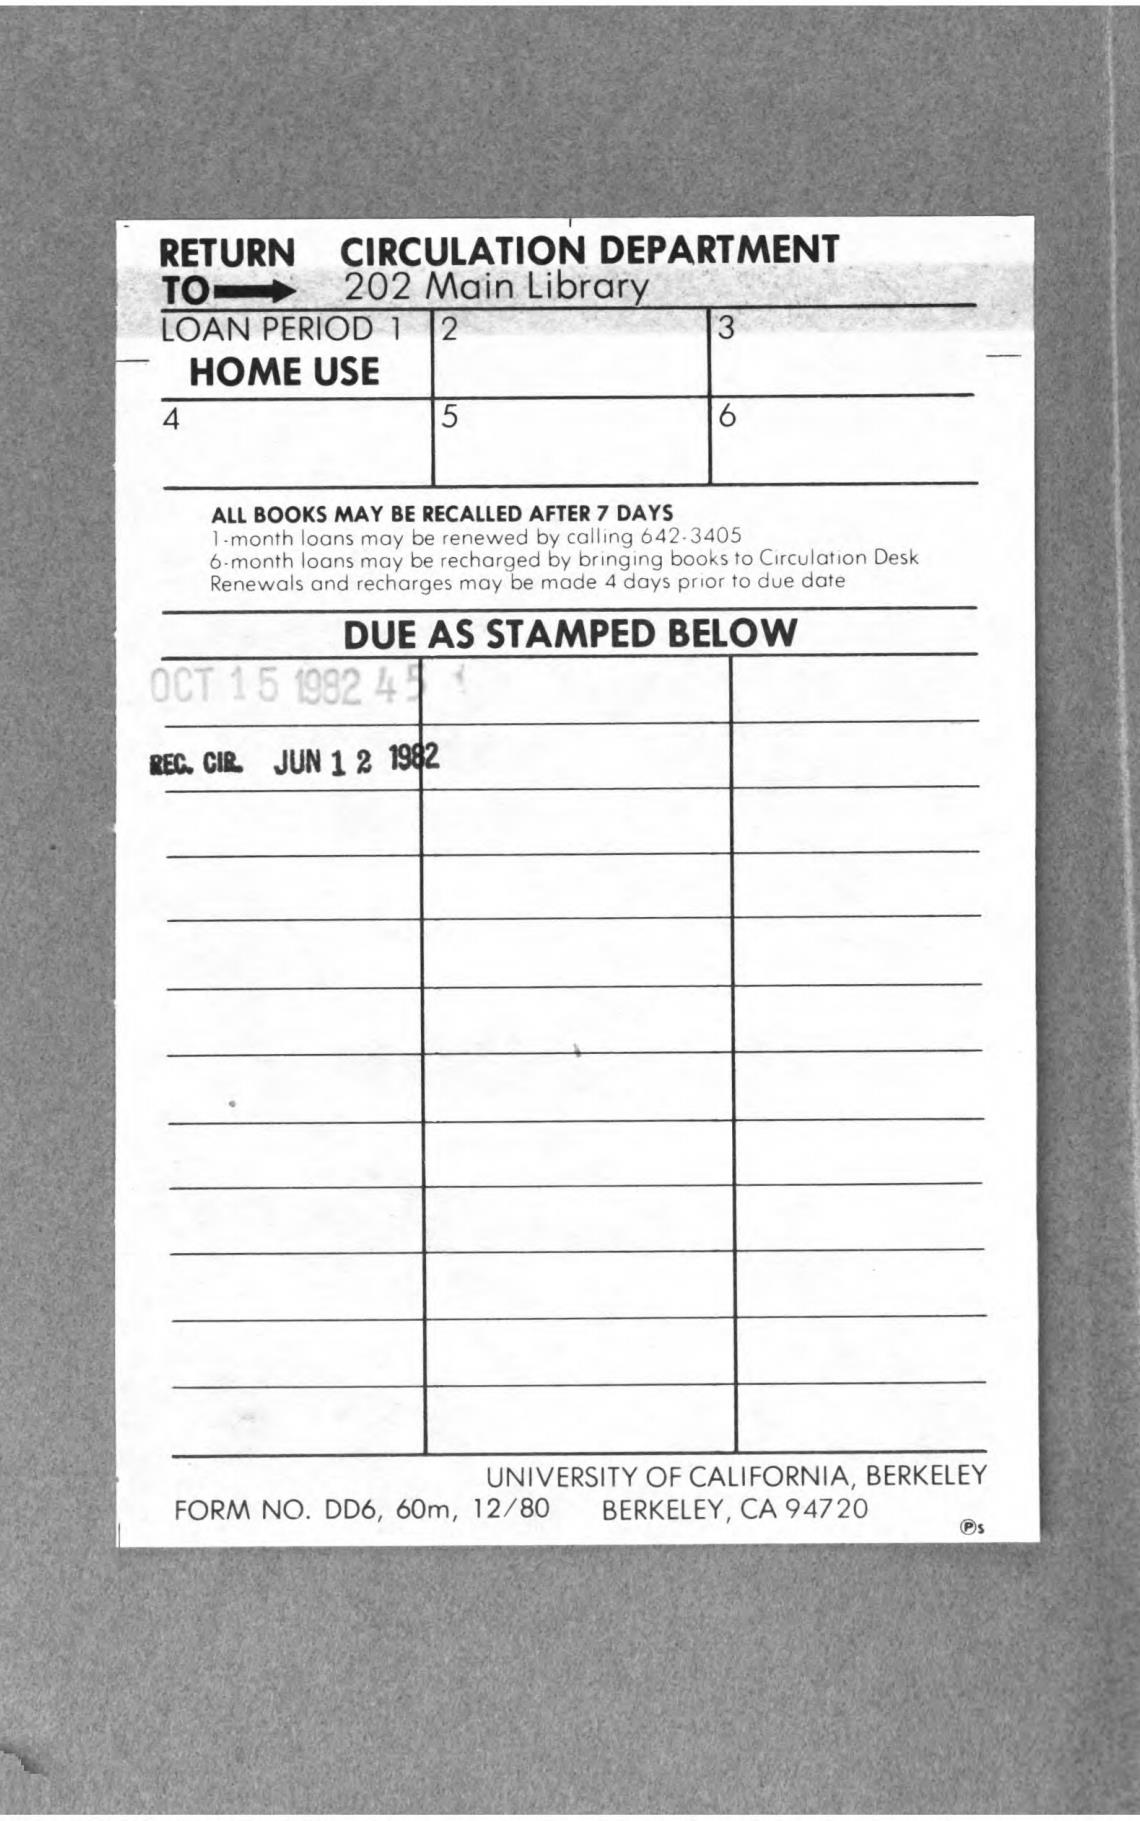 RETURN CIRCULATION DEPARTMENT
TO 202 Main Library
LOAN PERIOD 1 2 3
HOME USE
4 5 6
ALL BOOKS MAY BE RECALLED AFTER 7 DAYS
1-month loans may be renewed by calling 642-3405
6-month loans may be recharged by bringing books to Circulation Desk
Renewals and recharges may be made 4 days prior to due date
DUE AS STAMPED BELOW
OCT 15 1982 45
REC. CIR. JUN 12 1982
UNIVERSITY OF CALIFORNIA, BERKELEY
FORM NO. DD6, 60m, 12/80 BERKELEY, CA 94720
Ⓟs